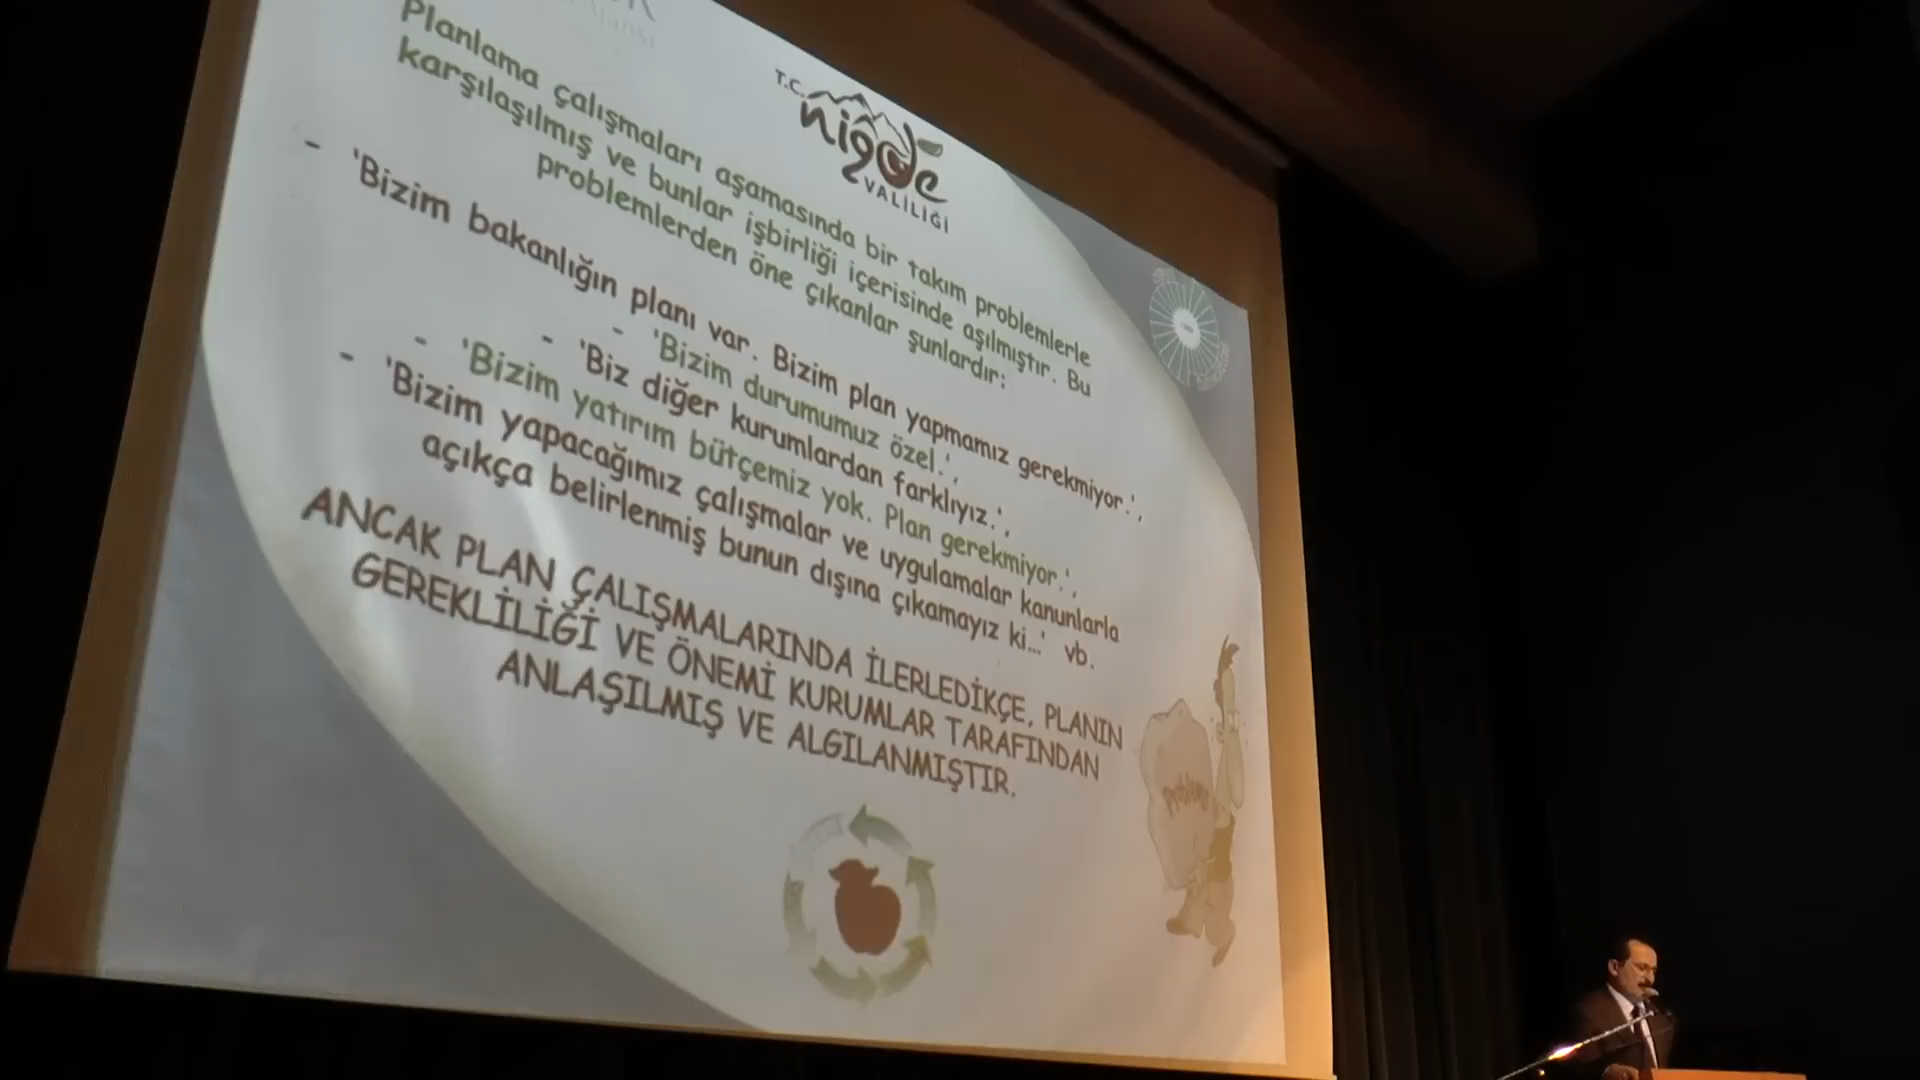 T.C.
niğde
VALİLİĞİ
Planlama çalışmaları aşamasında bir takım problemlerle
karşılaşılmış ve bunlar işbirliği içerisinde aşılmıştır. Bu
problemlerden öne çıkanlar şunlardır:
- 'Bizim bakanlığın planı var. Bizim plan yapmamız gerekmiyor.',
- 'Bizim durumumuz özel.',
- 'Biz diğer kurumlardan farklıyız.',
- 'Bizim yatırım bütçemiz yok. Plan gerekmiyor.',
- 'Bizim yapacağımız çalışmalar ve uygulamalar kanunlarla
açıkça belirlenmiş bunun dışına çıkamayız ki...' vb.
ANCAK PLAN ÇALIŞMALARINDA İLERLEDİKÇE, PLANIN
GEREKLİLİĞİ VE ÖNEMİ KURUMLAR TARAFINDAN
ANLAŞILMIŞ VE ALGILANMIŞTIR.